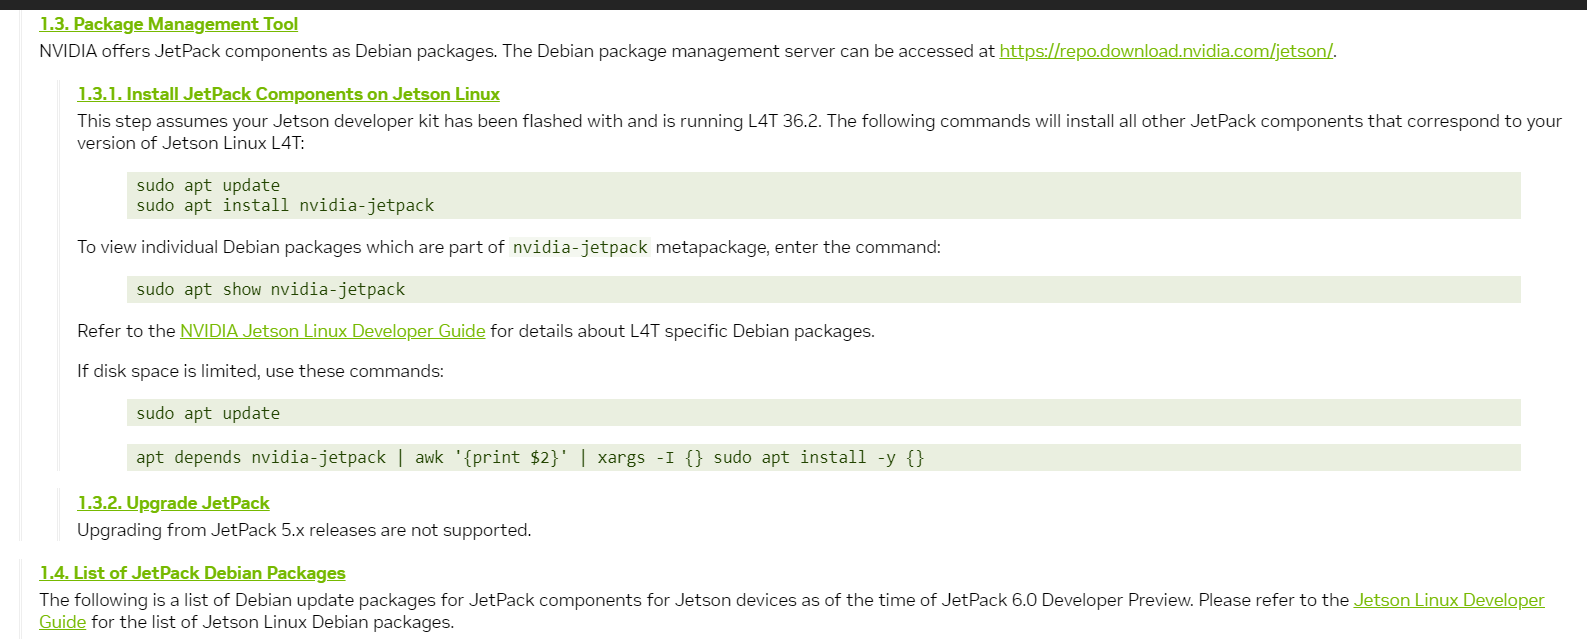 1.3. Package Management Tool
NVIDIA offers JetPack components as Debian packages. The Debian package management server can be accessed at https://repo.download.nvidia.com/jetson/.
1.3.1. Install JetPack Components on Jetson Linux
This step assumes your Jetson developer kit has been flashed with and is running L4T 36.2. The following commands will install all other JetPack components that correspond to your
version of Jetson Linux L4T:
sudo apt update
sudo apt install nvidia-jetpack
To view individual Debian packages which are part of nvidia-jetpack metapackage, enter the command:
sudo apt show nvidia-jetpack
Refer to the NVIDIA Jetson Linux Developer Guide for details about L4T specific Debian packages.
If disk space is limited, use these commands:
sudo apt update
apt depends nvidia-jetpack | awk '{print $2}' | xargs -I {} sudo apt install -y {}
1.3.2. Upgrade JetPack
Upgrading from JetPack 5.x releases are not supported.
1.4. List of JetPack Debian Packages
The following is a list of Debian update packages for JetPack components for Jetson devices as of the time of JetPack 6.0 Developer Preview. Please refer to the Jetson Linux Developer
Guide for the list of Jetson Linux Debian packages.